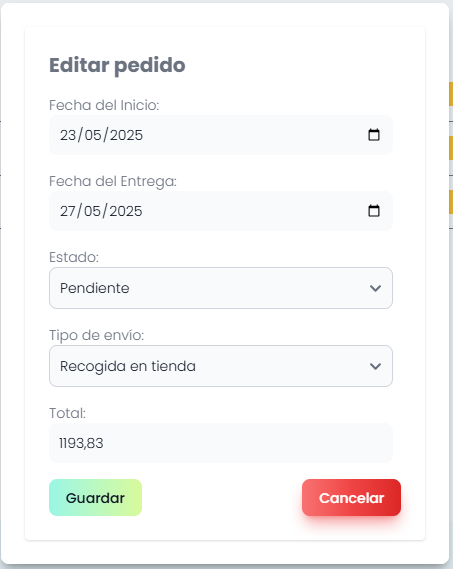 Editar pedido
Fecha del Inicio:
23/05/2025
Fecha del Entrega:
27/05/2025
Estado:
Pendiente
Tipo de envío:
Recogida en tienda
Total:
1193,83
Guardar
Cancelar